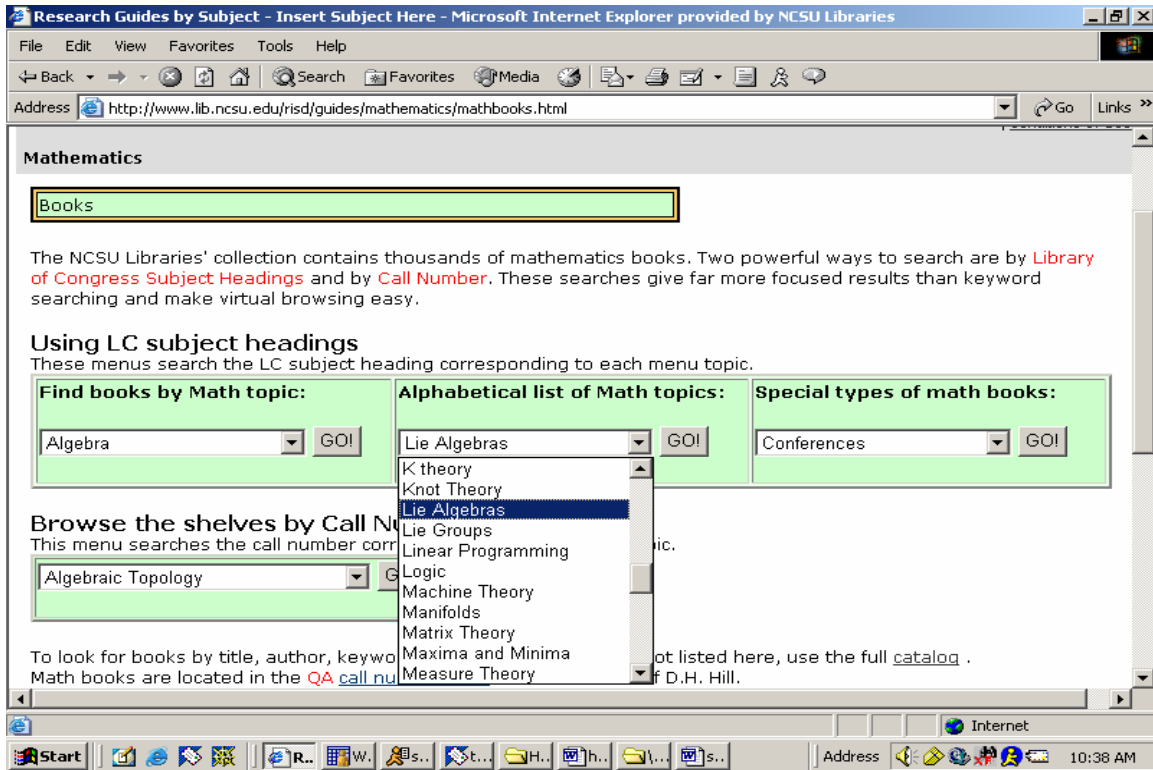 Research Guides by Subject - Insert Subject Here - Microsoft Internet Explorer provided by NCSU Libraries
File Edit View Favorites Tools Help
Back Search Favorites Media
Address http://www.lib.ncsu.edu/risd/guides/mathematics/mathbooks.html Go Links »
Mathematics
Books
The NCSU Libraries' collection contains thousands of mathematics books. Two powerful ways to search are by Library
of Congress Subject Headings and by Call Number. These searches give far more focused results than keyword
searching and make virtual browsing easy.
Using LC subject headings
These menus search the LC subject heading corresponding to each menu topic.
Find books by Math topic: Alphabetical list of Math topics: Special types of math books:
Algebra GO! Lie Algebras GO! Conferences GO!
K theory
Knot Theory
Lie Algebras
Lie Groups
Linear Programming
Logic
Machine Theory
Manifolds
Matrix Theory
Maxima and Minima
Measure Theory
Browse the shelves by Call Nu
This menu searches the call number corr ic.
Algebraic Topology G
To look for books by title, author, keywo ot listed here, use the full catalog .
Math books are located in the QA call nu f D.H. Hill.
Internet
Start R.. W. s.. t... H.. h.. \... s.. Address 10:38 AM